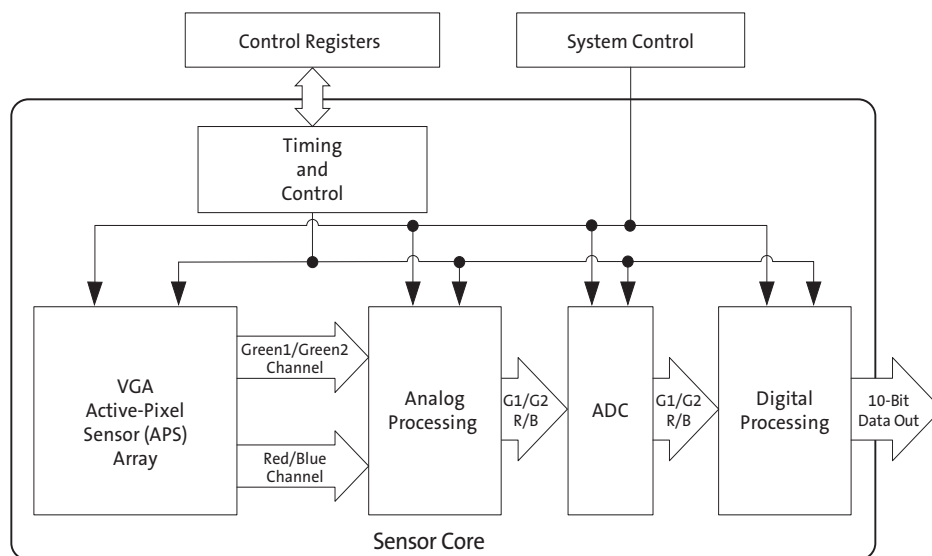 Control Registers
System Control
Timing
and
Control
VGA
Active-Pixel
Sensor (APS)
Array
Green1/Green2
Channel
Red/Blue
Channel
Analog
Processing
G1/G2
R/B
ADC
G1/G2
R/B
Digital
Processing
10-Bit
Data Out
Sensor Core